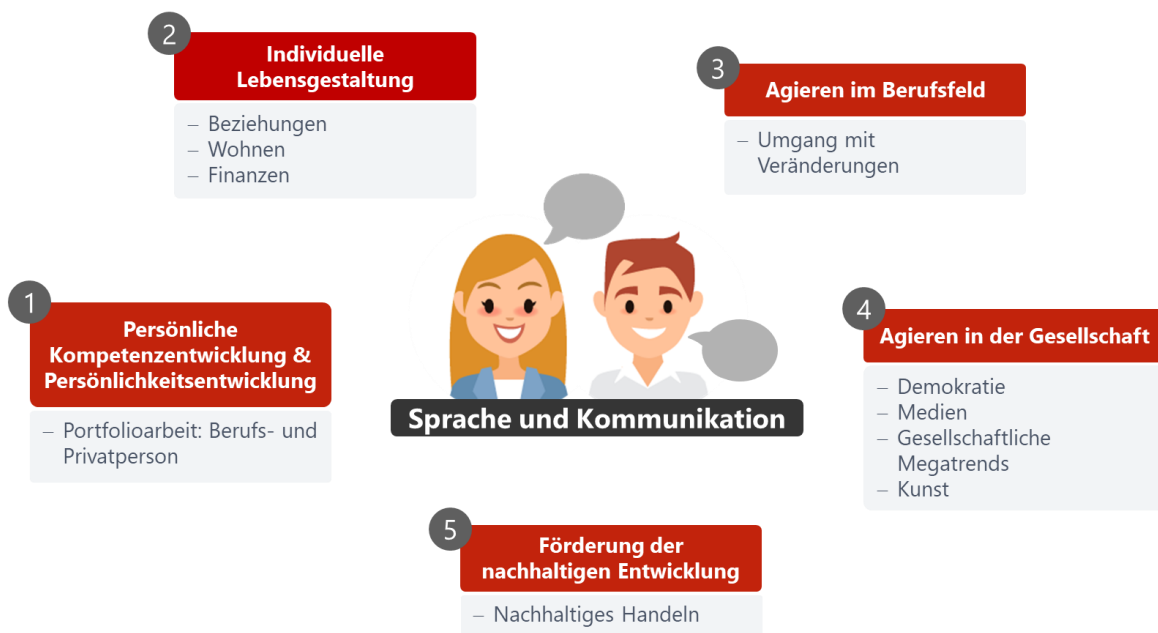 1
Persönliche
Kompetenzentwicklung &
Persönlichkeitsentwicklung
– Portfolioarbeit: Berufs- und
Privatperson
2
Individuelle
Lebensgestaltung
– Beziehungen
– Wohnen
– Finanzen
3
Agieren im Berufsfeld
– Umgang mit
Veränderungen
4
Agieren in der Gesellschaft
– Demokratie
– Medien
– Gesellschaftliche
Megatrends
– Kunst
5
Förderung der
nachhaltigen Entwicklung
– Nachhaltiges Handeln
Sprache und Kommunikation